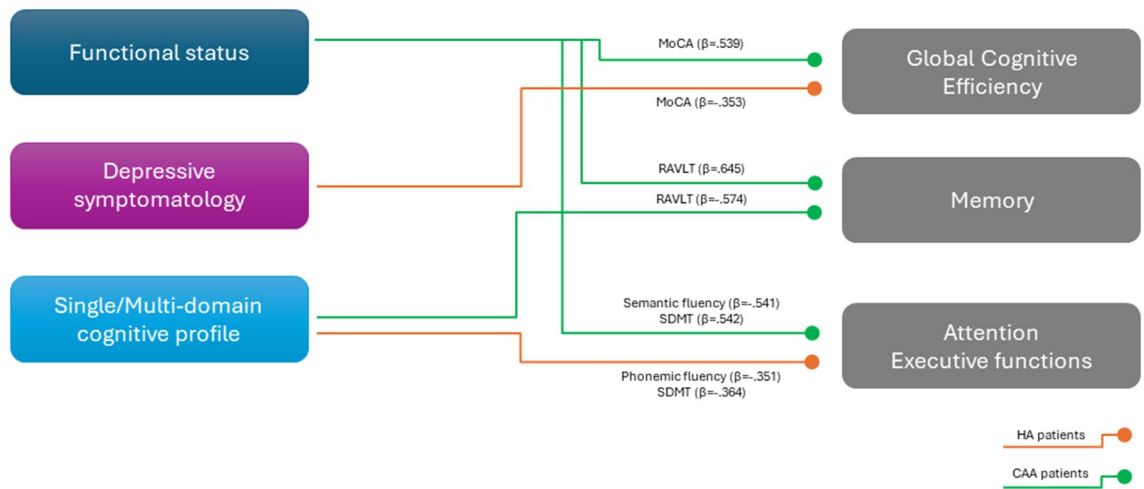 Functional status
MoCA (β=.539)
Global Cognitive
Efficiency
MoCA (β=-.353)
Depressive
symptomatology
RAVLT (β=.645)
RAVLT (β=-.574)
Memory
Single/Multi-domain
cognitive profile
Semantic fluency (β=-.541)
SDMT (β=.542)
Attention
Executive functions
Phonemic fluency (β=-.351)
SDMT (β=-.364)
HA patients
CAA patients